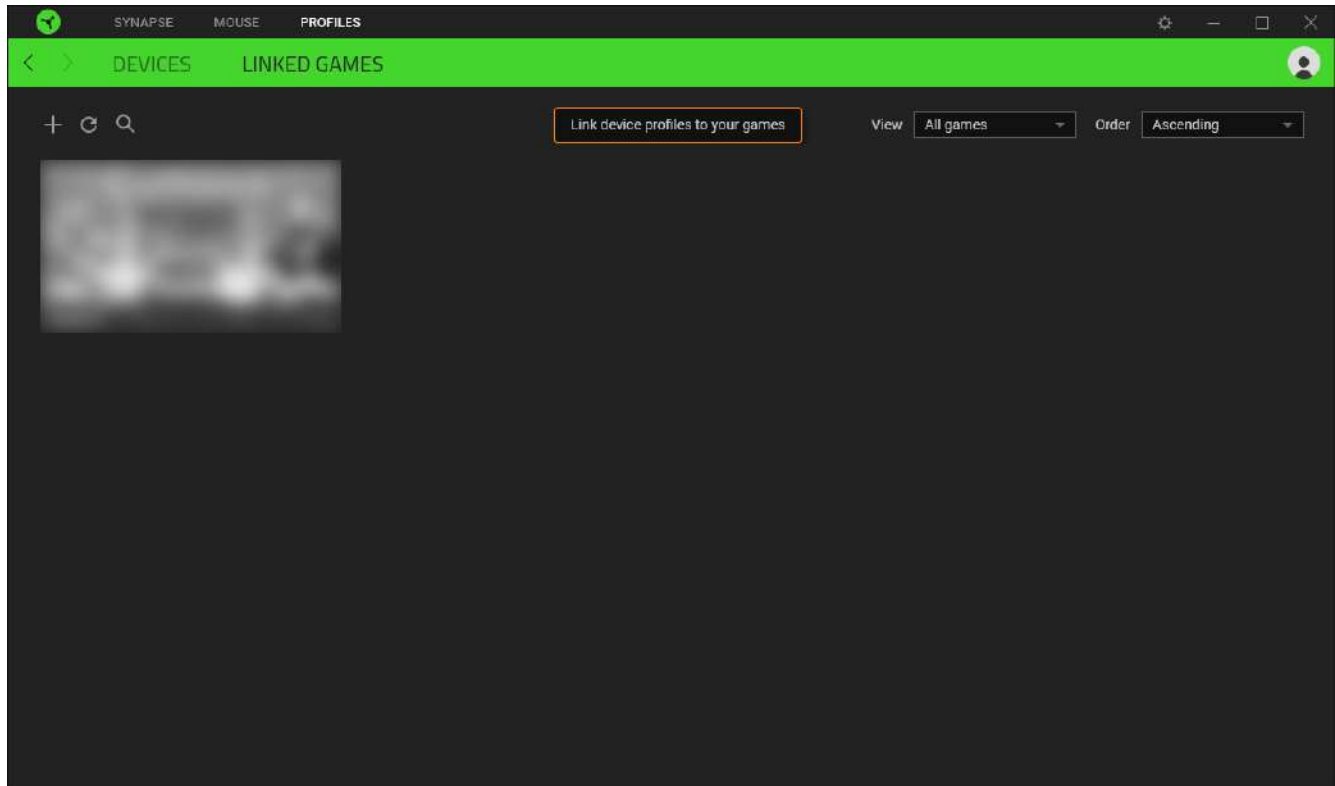 SYNAPSE MOUSE PROFILES
DEVICES LINKED GAMES
Link device profiles to your games View All games Order Ascending